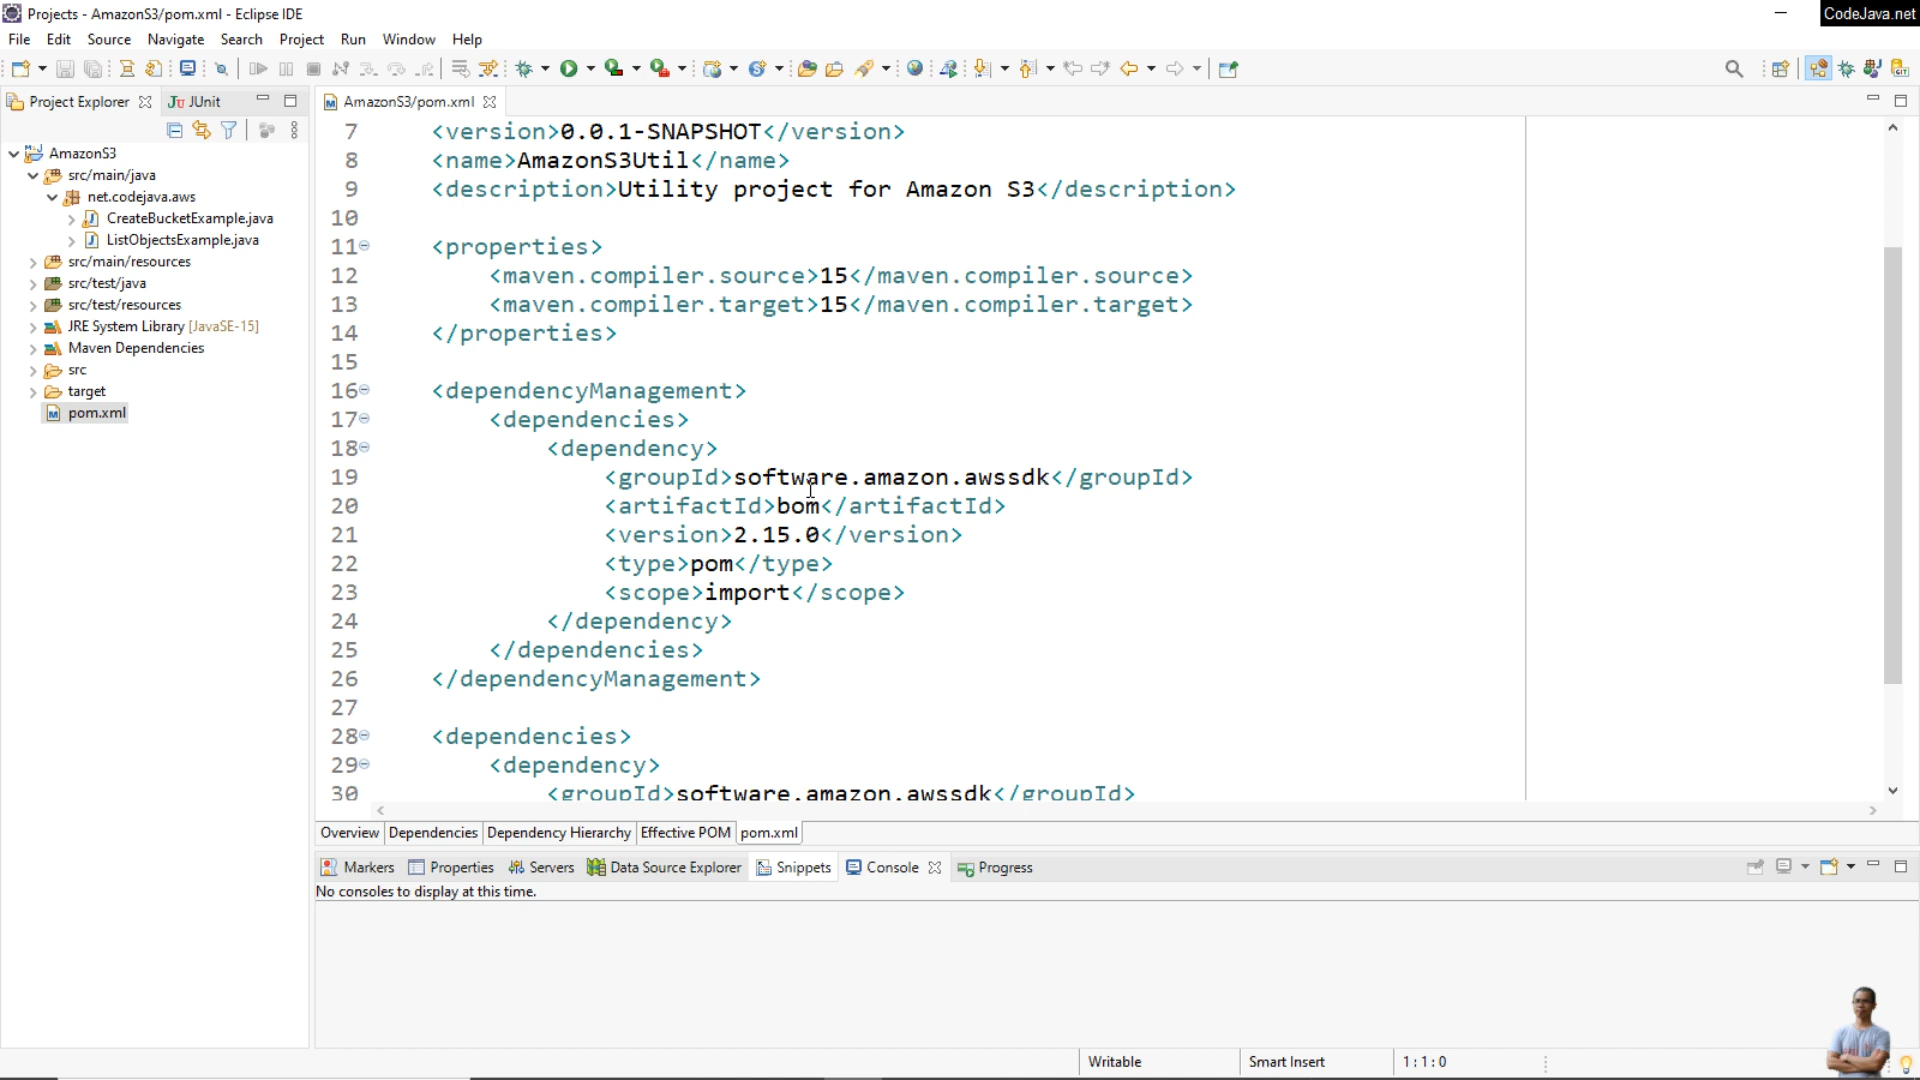 Projects - AmazonS3/pom.xml - Eclipse IDE
CodeJava.net
File Edit Source Navigate Search Project Run Window Help
Project Explorer JUnit
AmazonS3/pom.xml
AmazonS3
src/main/java
net.codejava.aws
CreateBucketExample.java
ListObjectsExample.java
src/main/resources
src/test/java
src/test/resources
JRE System Library [JavaSE-15]
Maven Dependencies
src
target
pom.xml
7 <version>0.0.1-SNAPSHOT</version>
8 <name>AmazonS3Util</name>
9 <description>Utility project for Amazon S3</description>
10
11 <properties>
12 <maven.compiler.source>15</maven.compiler.source>
13 <maven.compiler.target>15</maven.compiler.target>
14 </properties>
15
16 <dependencyManagement>
17 <dependencies>
18 <dependency>
19 <groupId>software.amazon.awssdk</groupId>
20 <artifactId>bom</artifactId>
21 <version>2.15.0</version>
22 <type>pom</type>
23 <scope>import</scope>
24 </dependency>
25 </dependencies>
26 </dependencyManagement>
27
28 <dependencies>
29 <dependency>
30 <groupId>software.amazon.awssdk</groupId>
Overview Dependencies Dependency Hierarchy Effective POM pom.xml
Markers Properties Servers Data Source Explorer Snippets Console Progress
No consoles to display at this time.
Writable Smart Insert 1 : 1 : 0